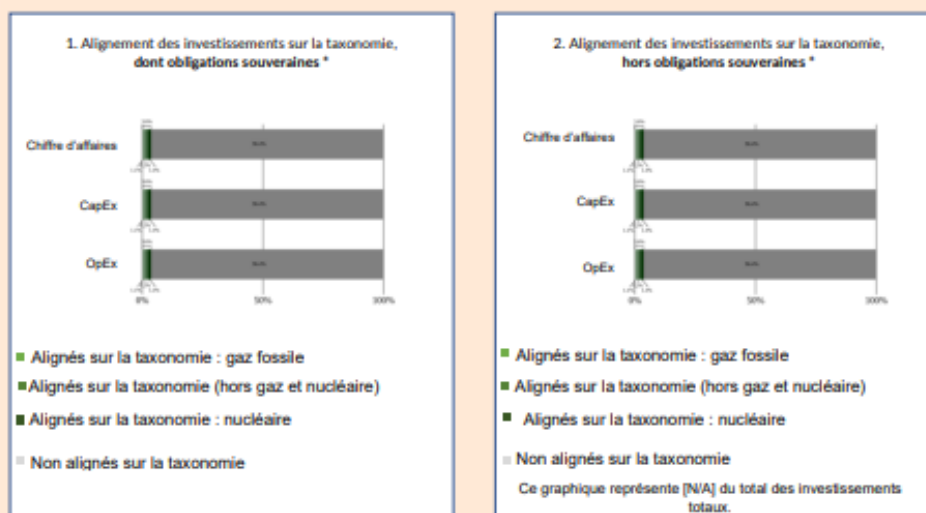 1. Alignement des investissements sur la taxonomie,
dont obligations souveraines *
Chiffre d'affaires
CapEx
OpEx
0%
50%
100%
Alignés sur la taxonomie : gaz fossile
Alignés sur la taxonomie (hors gaz et nucléaire)
Alignés sur la taxonomie : nucléaire
Non alignés sur la taxonomie
2. Alignement des investissements sur la taxonomie,
hors obligations souveraines *
Chiffre d'affaires
CapEx
OpEx
0%
50%
100%
Alignés sur la taxonomie : gaz fossile
Alignés sur la taxonomie (hors gaz et nucléaire)
Alignés sur la taxonomie : nucléaire
Non alignés sur la taxonomie
Ce graphique représente [N/A] du total des investissements
totaux.